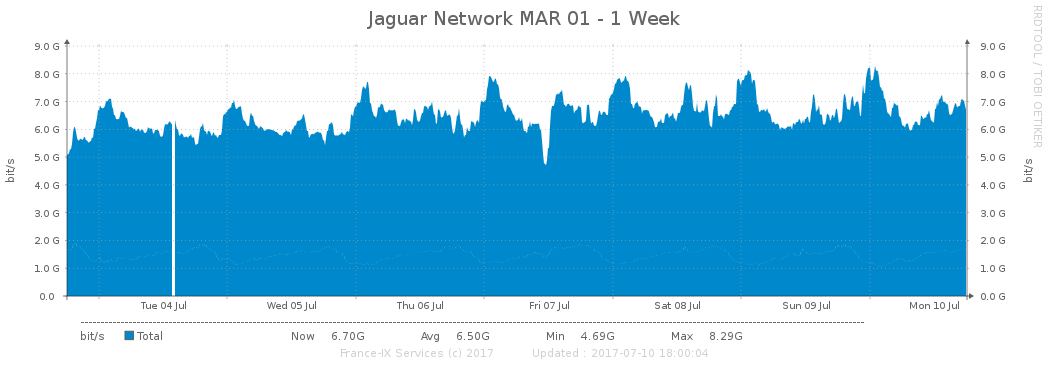 Jaguar Network MAR 01 - 1 Week
RRDTOOL / TOBI OETIKER
9.0 G 9.0 G
8.0 G 8.0 G
7.0 G 7.0 G
6.0 G 6.0 G
5.0 G 5.0 G
4.0 G 4.0 G
3.0 G 3.0 G
2.0 G 2.0 G
1.0 G 1.0 G
0.0 0.0 G
bit/s
bit/s
Tue 04 Jul Wed 05 Jul Thu 06 Jul Fri 07 Jul Sat 08 Jul Sun 09 Jul Mon 10 Jul
bit/s Total Now 6.70G Avg 6.50G Min 4.69G Max 8.29G
France-IX Services (c) 2017 Updated : 2017-07-10 18:00:04